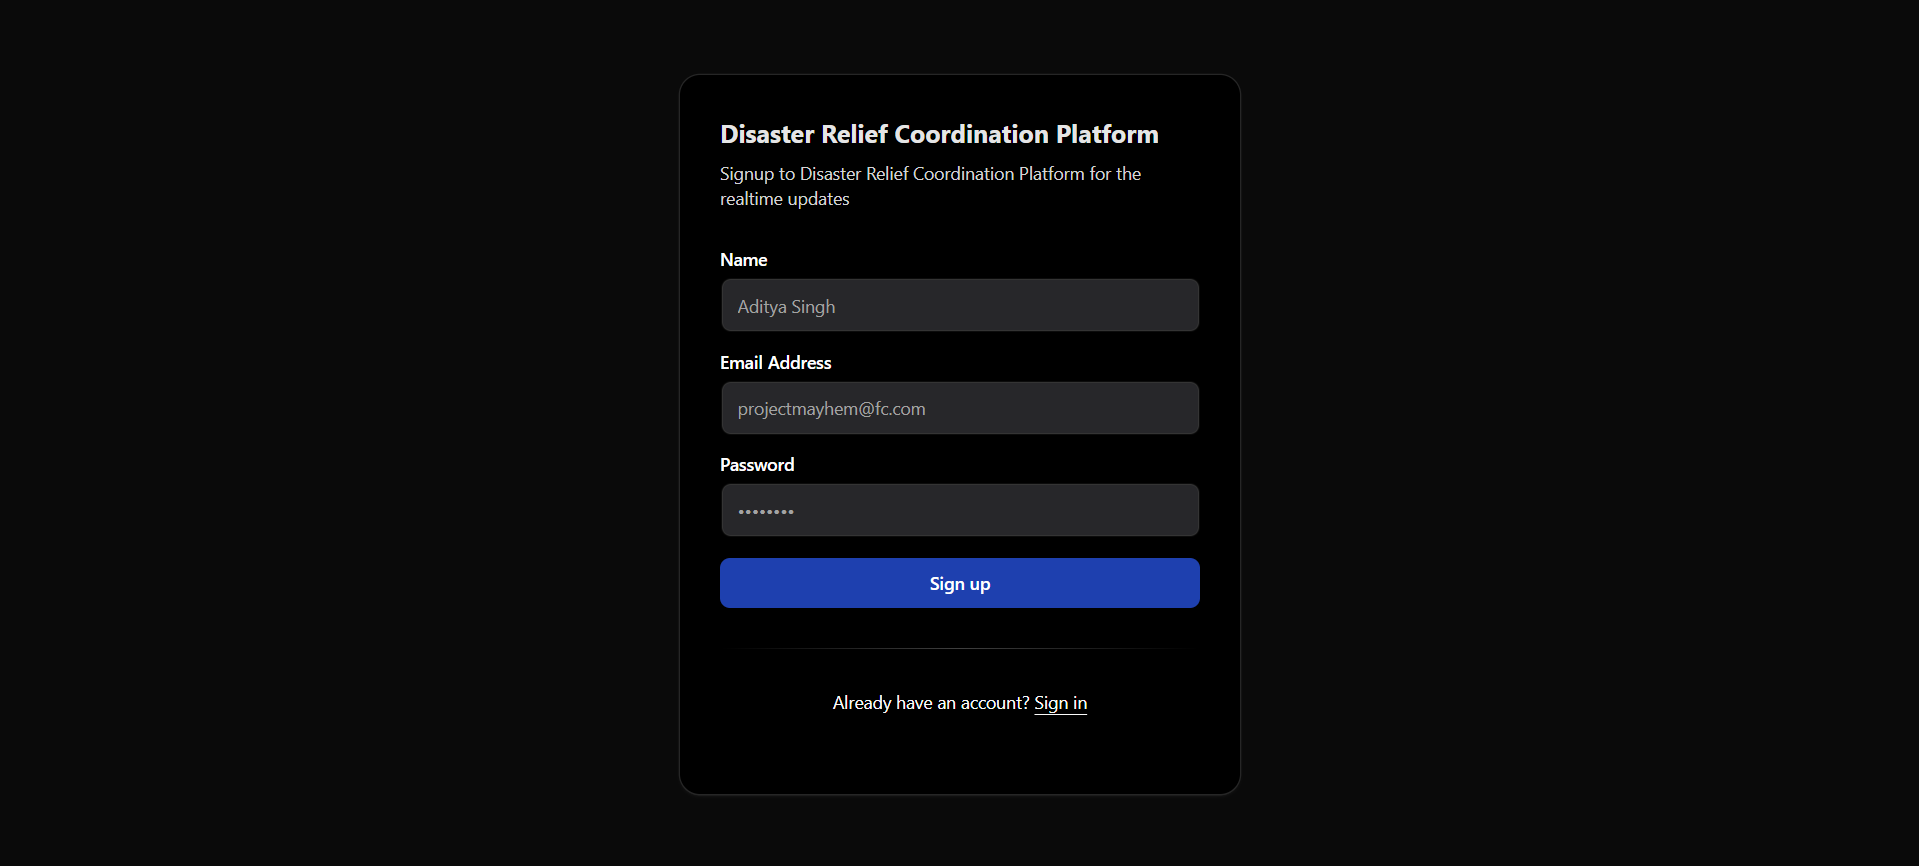 Disaster Relief Coordination Platform
Signup to Disaster Relief Coordination Platform for the
realtime updates
Name
Aditya Singh
Email Address
projectmayhem@fc.com
Password
••••••••
Sign up
Already have an account? Sign in